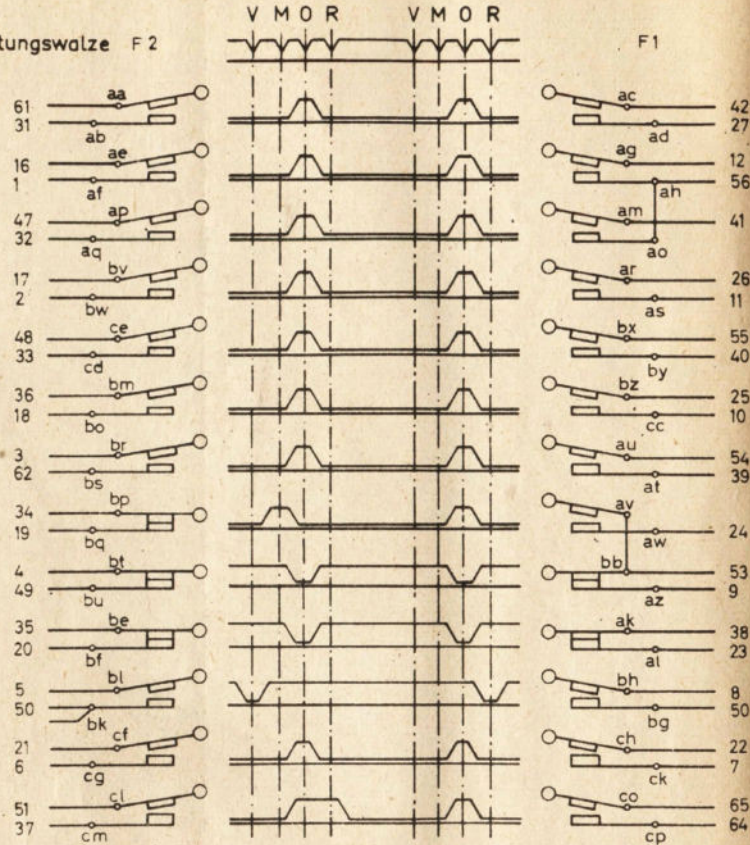 V M O R V M O R
tungswalze F 2 F1
61 aa ac 42
31 ab ad 27
16 ae ag 12
1 af ah 56
47 ap am 41
32 aq ao
17 bv ar 26
2 bw as 11
48 ce bx 55
33 cd by 40
36 bm bz 25
18 bo cc 10
3 br au 54
62 bs at 39
34 bp av
19 bq aw 24
4 bt bb 53
49 bu az 9
35 be ak 38
20 bf al 23
5 bl bh 8
50 bk bg 50
21 cf ch 22
6 cg ck 7
51 cl co 65
37 cm cp 64